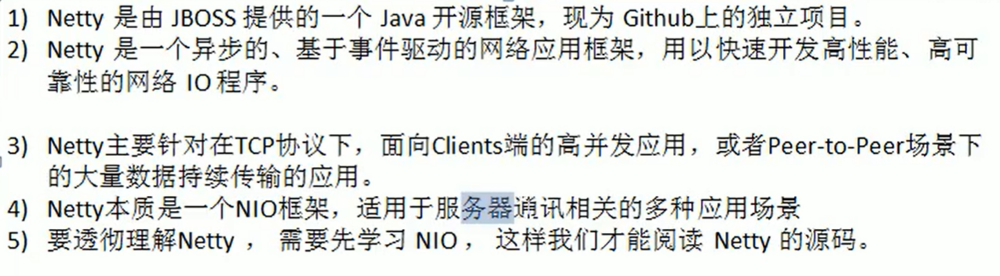 1) Netty 是由 JBOSS 提供的一个 Java 开源框架，现为 Github上的独立项目。
2) Netty 是一个异步的、基于事件驱动的网络应用框架，用以快速开发高性能、高可
靠性的网络 IO 程序。
3) Netty主要针对在TCP协议下，面向Clients端的高并发应用，或者Peer-to-Peer场景下
的大量数据持续传输的应用。
4) Netty本质是一个NIO框架，适用于服务器通讯相关的多种应用场景
5) 要透彻理解Netty ， 需要先学习 NIO ， 这样我们才能阅读 Netty 的源码。